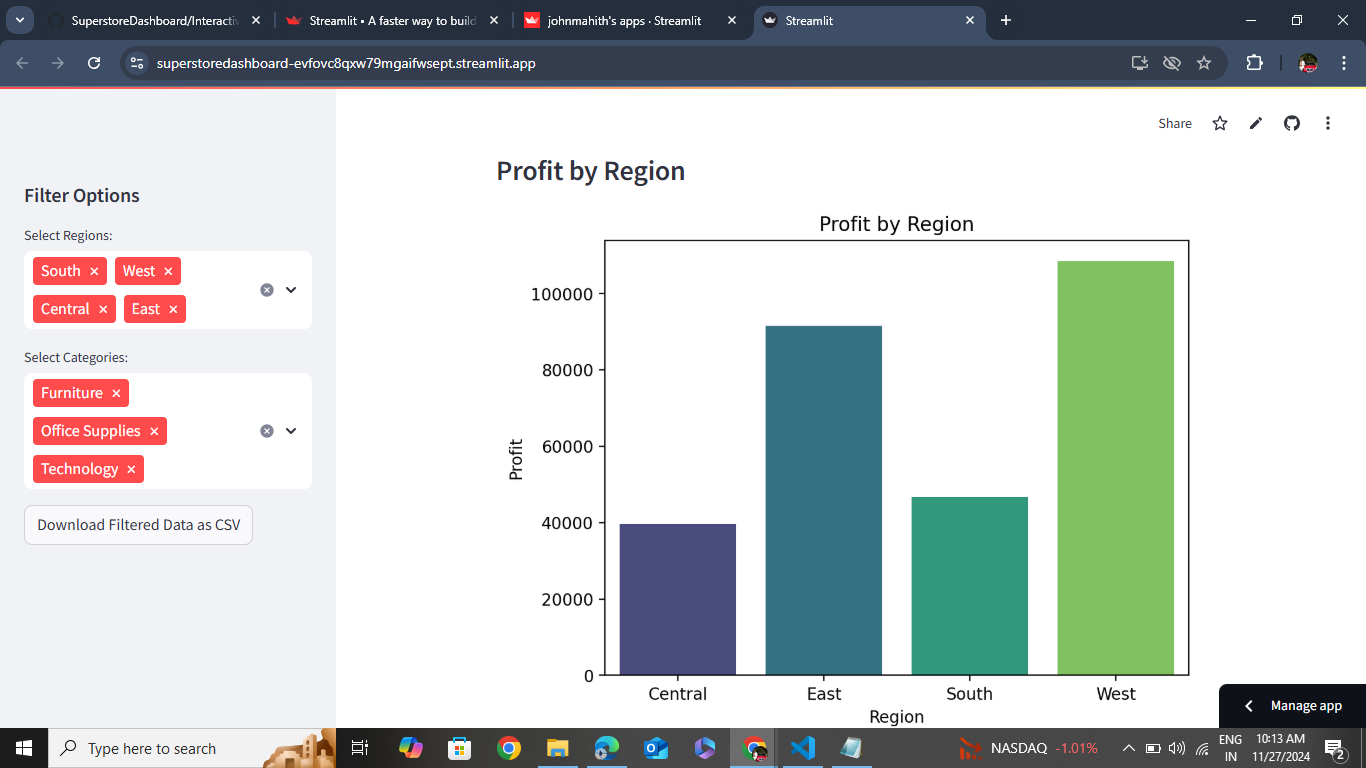 SuperstoreDashboard/Interactiv
Streamlit • A faster way to build
johnmahith's apps · Streamlit
Streamlit
superstoredashboard-evfovc8qxw79mgaifwsept.streamlit.app
Share
Filter Options
Select Regions:
South × West ×
Central × East ×
Select Categories:
Furniture ×
Office Supplies ×
Technology ×
Download Filtered Data as CSV
Profit by Region
Profit by Region
Profit
100000
80000
60000
40000
20000
0
Central East South West
Region
Manage app
Type here to search
NASDAQ -1.01%
ENG
IN
10:13 AM
11/27/2024
2